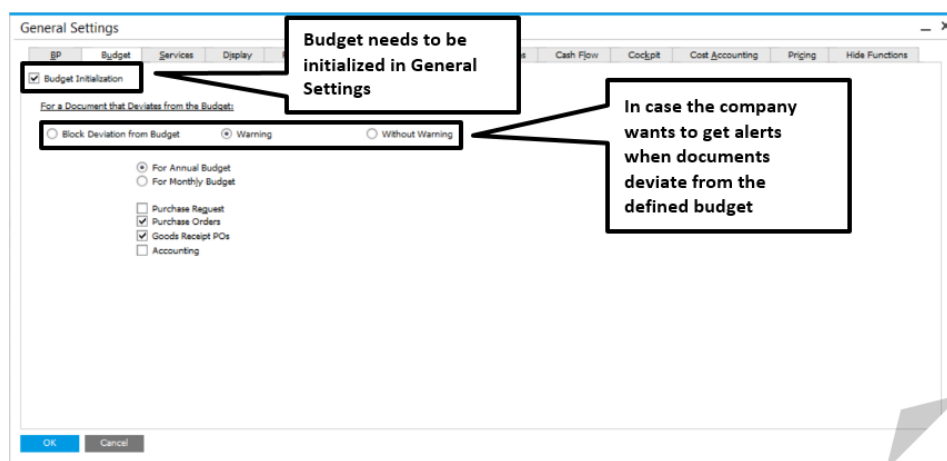 General Settings
BP Budget Services Display Cash Flow Cockpit Cost Accounting Pricing Hide Functions
Budget needs to be
initialized in General
Settings
Budget Initialization
For a Document that Deviates from the Budget:
In case the company
wants to get alerts
when documents
deviate from the
defined budget
Block Deviation from Budget Warning Without Warning
For Annual Budget
For Monthly Budget
Purchase Request
Purchase Orders
Goods Receipt POs
Accounting
OK Cancel